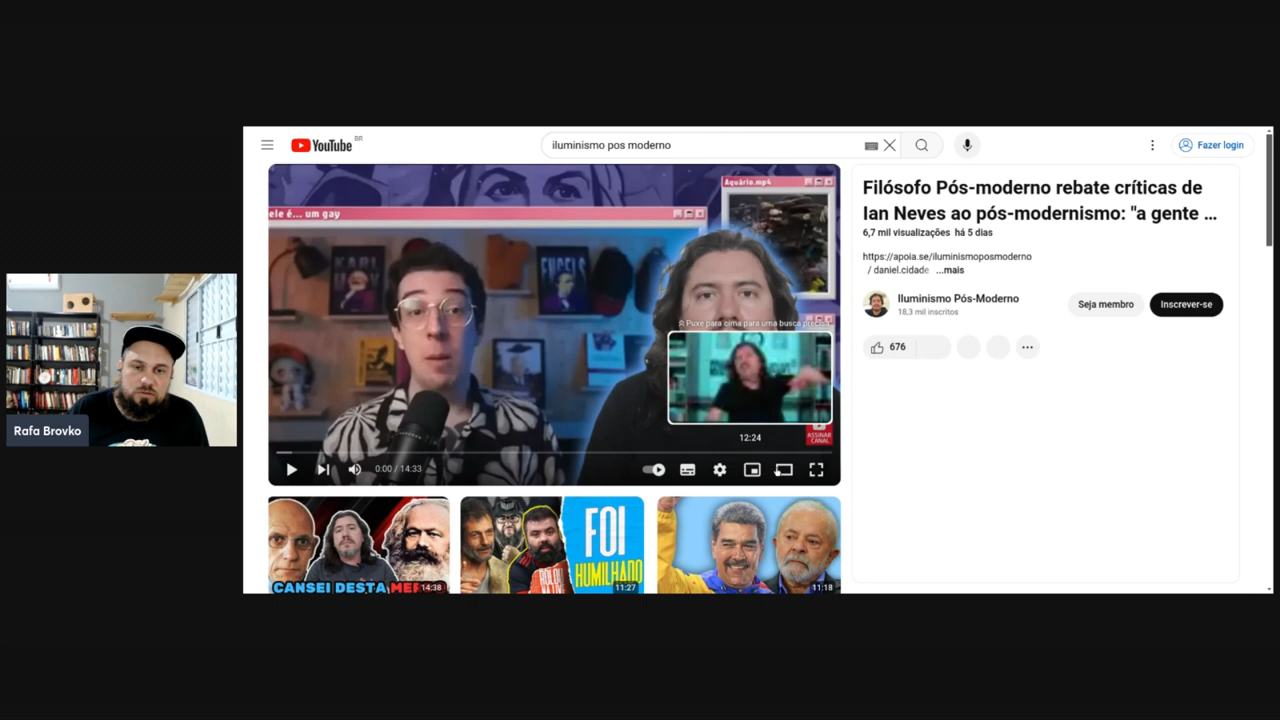 YouTube
BR
iluminismo pos moderno
Fazer login
ele é... um gay
Aquário.mp4
KARL
ENGELS
Puxe para cima para uma busca precisa
12:24
ASSINAR
CANAL
0:00 / 14:33
Filósofo Pós-moderno rebate críticas de
Ian Neves ao pós-modernismo: "a gente ...
6,7 mil visualizações há 5 dias
https://apoia.se/iluminismoposmoderno
/ daniel.cidade ...mais
Iluminismo Pós-Moderno
18,3 mil inscritos
Seja membro
Inscrever-se
676
Rafa Brovko
CANSEI DESTA
14:38
FOI
HUMILHADO
11:27
11:18